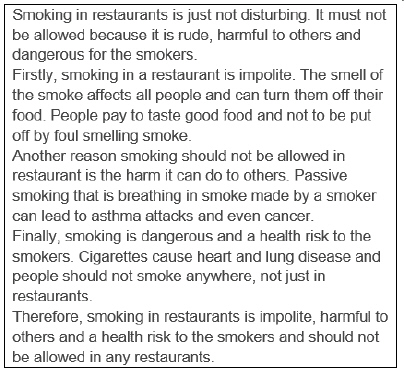 Smoking in restaurants is just not disturbing. It must not
be allowed because it is rude, harmful to others and
dangerous for the smokers.
Firstly, smoking in a restaurant is impolite. The smell of
the smoke affects all people and can turn them off their
food. People pay to taste good food and not to be put
off by foul smelling smoke.
Another reason smoking should not be allowed in
restaurant is the harm it can do to others. Passive
smoking that is breathing in smoke made by a smoker
can lead to asthma attacks and even cancer.
Finally, smoking is dangerous and a health risk to the
smokers. Cigarettes cause heart and lung disease and
people should not smoke anywhere, not just in
restaurants.
Therefore, smoking in restaurants is impolite, harmful to
others and a health risk to the smokers and should not
be allowed in any restaurants.